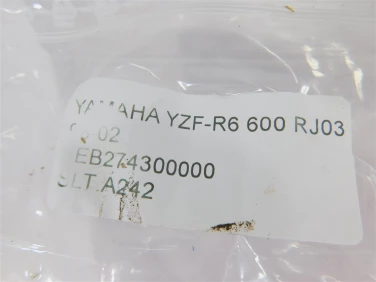 YAMAHA YZF-R6 600 RJ03
02
EB274300000
SLT.A242